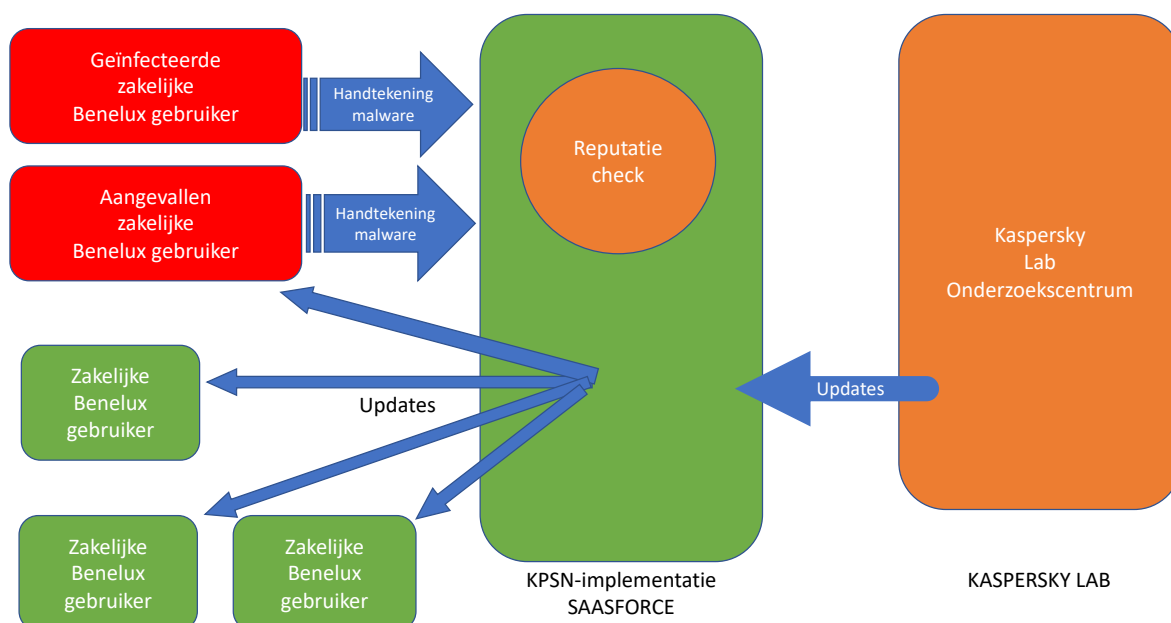 Geïnfecteerde
zakelijke
Benelux gebruiker
Handtekening
malware
Aangevallen
zakelijke
Benelux gebruiker
Handtekening
malware
Reputatie
check
Kaspersky
Lab
Onderzoekscentrum
Zakelijke
Benelux
gebruiker
Updates
Updates
Zakelijke
Benelux
gebruiker
Zakelijke
Benelux
gebruiker
KPSN-implementatie
SAASFORCE
KASPERSKY LAB